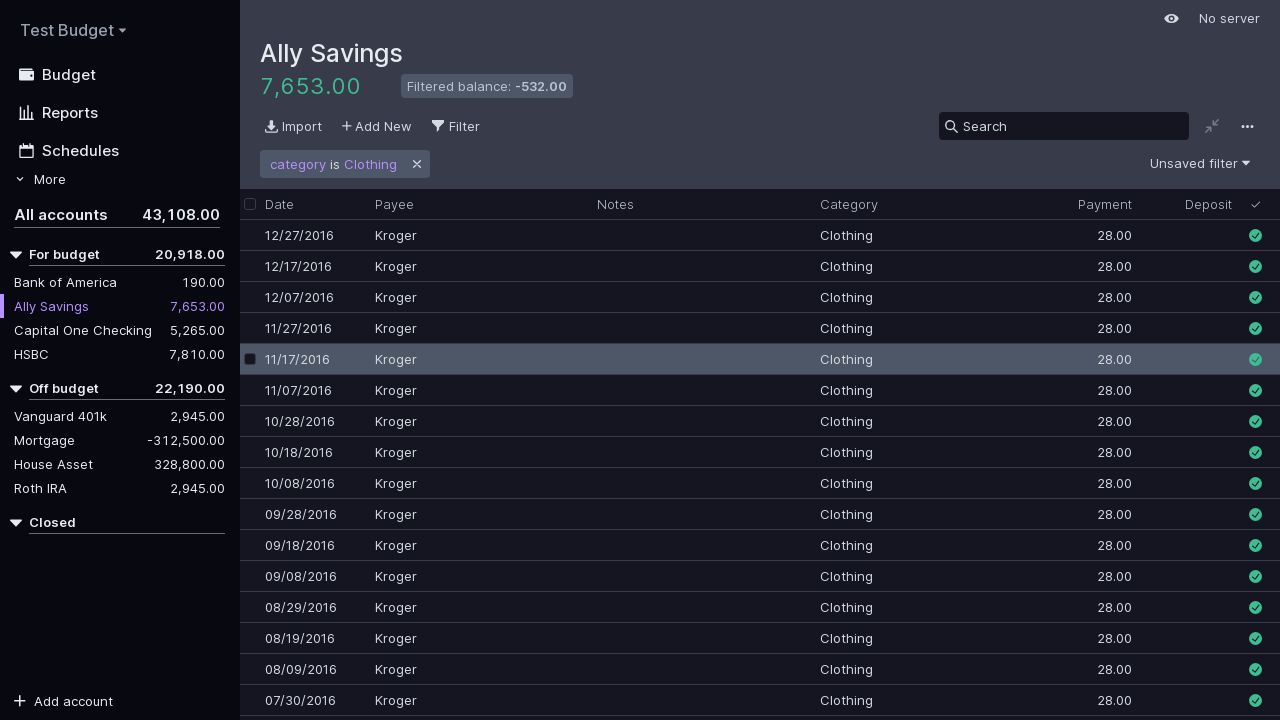 Test Budget
Budget
Reports
Schedules
More
All accounts 43,108.00
For budget 20,918.00
Bank of America 190.00
Ally Savings 7,653.00
Capital One Checking 5,265.00
HSBC 7,810.00
Off budget 22,190.00
Vanguard 401k 2,945.00
Mortgage -312,500.00
House Asset 328,800.00
Roth IRA 2,945.00
Closed
Add account
No server
Ally Savings
7,653.00 Filtered balance: -532.00
Import Add New Filter Search
category is Clothing Unsaved filter
Date Payee Notes Category Payment Deposit
12/27/2016 Kroger Clothing 28.00
12/17/2016 Kroger Clothing 28.00
12/07/2016 Kroger Clothing 28.00
11/27/2016 Kroger Clothing 28.00
11/17/2016 Kroger Clothing 28.00
11/07/2016 Kroger Clothing 28.00
10/28/2016 Kroger Clothing 28.00
10/18/2016 Kroger Clothing 28.00
10/08/2016 Kroger Clothing 28.00
09/28/2016 Kroger Clothing 28.00
09/18/2016 Kroger Clothing 28.00
09/08/2016 Kroger Clothing 28.00
08/29/2016 Kroger Clothing 28.00
08/19/2016 Kroger Clothing 28.00
08/09/2016 Kroger Clothing 28.00
07/30/2016 Kroger Clothing 28.00